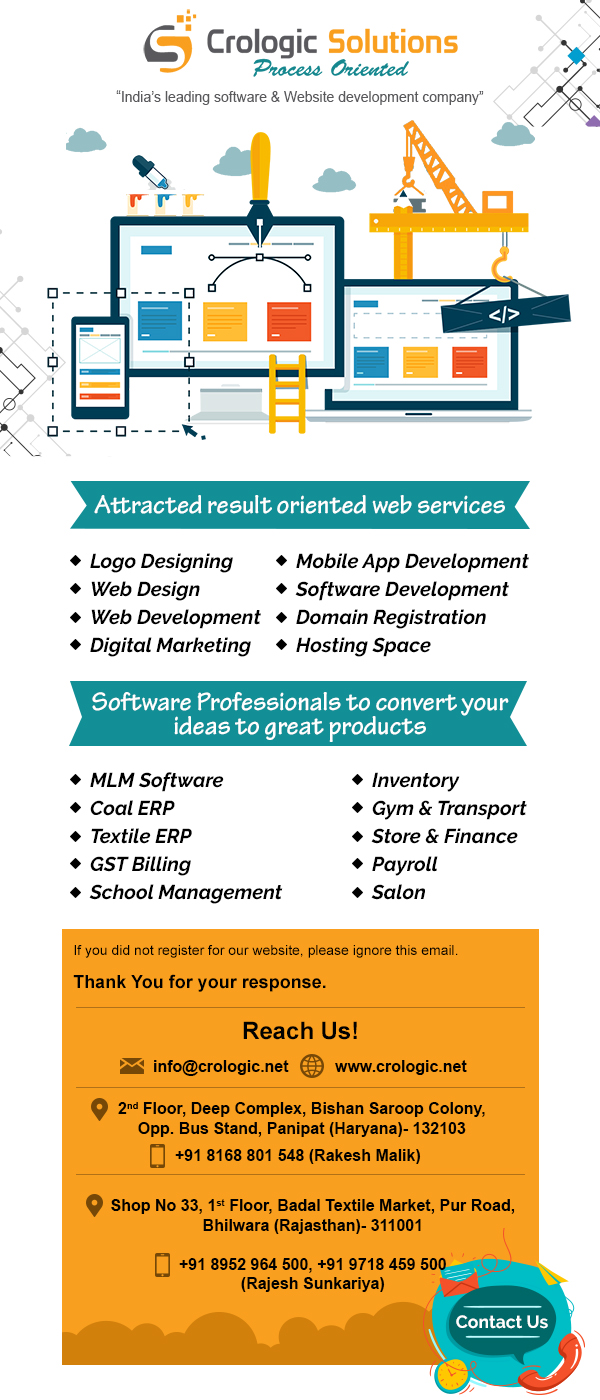 Crologic Solutions
Process Oriented
“India’s leading software & Website development company”
</>
Attracted result oriented web services
Logo Designing
Web Design
Web Development
Digital Marketing
Mobile App Development
Software Development
Domain Registration
Hosting Space
Software Professionals to convert your
ideas to great products
MLM Software
Coal ERP
Textile ERP
GST Billing
School Management
Inventory
Gym & Transport
Store & Finance
Payroll
Salon
If you did not register for our website, please ignore this email.
Thank You for your response.
Reach Us!
info@crologic.net www.crologic.net
2nd Floor, Deep Complex, Bishan Saroop Colony,
Opp. Bus Stand, Panipat (Haryana)- 132103
+91 8168 801 548 (Rakesh Malik)
Shop No 33, 1st Floor, Badal Textile Market, Pur Road,
Bhilwara (Rajasthan)- 311001
+91 8952 964 500, +91 9718 459 500
(Rajesh Sunkariya)
Contact Us